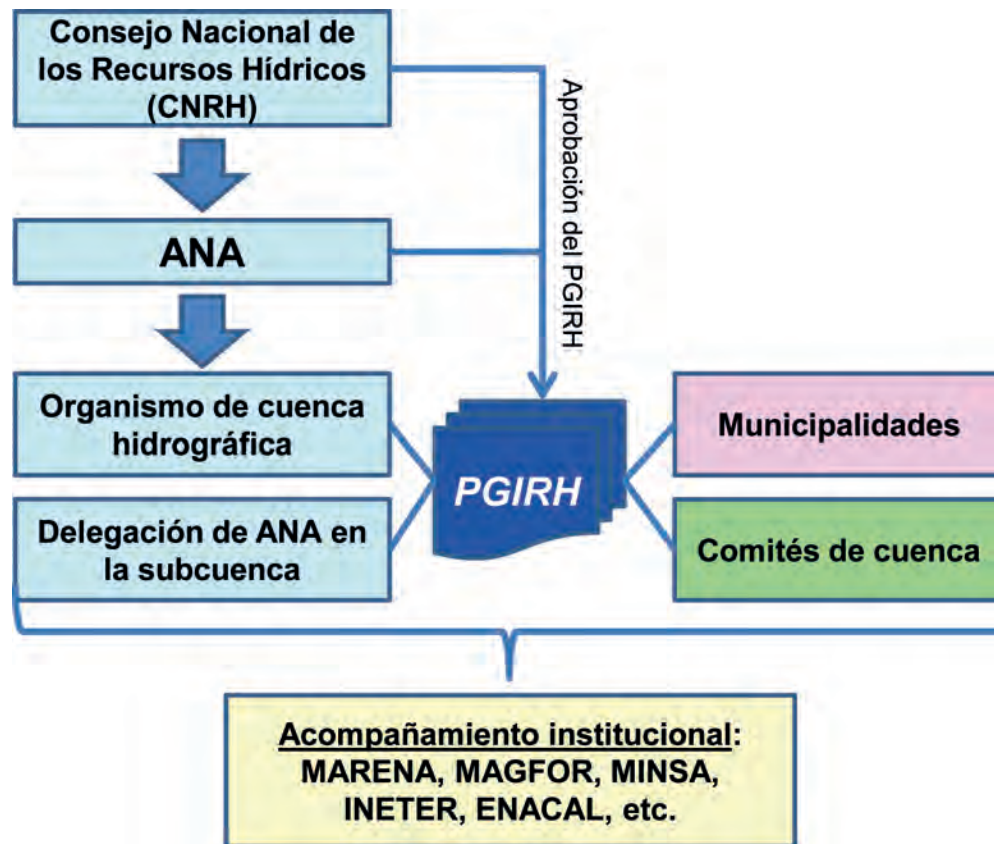 Consejo Nacional de
los Recursos Hídricos
(CNRH)
Aprobación del PGIRH
ANA
Organismo de cuenca
hidrográfica
Delegación de ANA en
la subcuenca
PGIRH
Municipalidades
Comités de cuenca
Acompañamiento institucional:
MARENA, MAGFOR, MINSA,
INETER, ENACAL, etc.